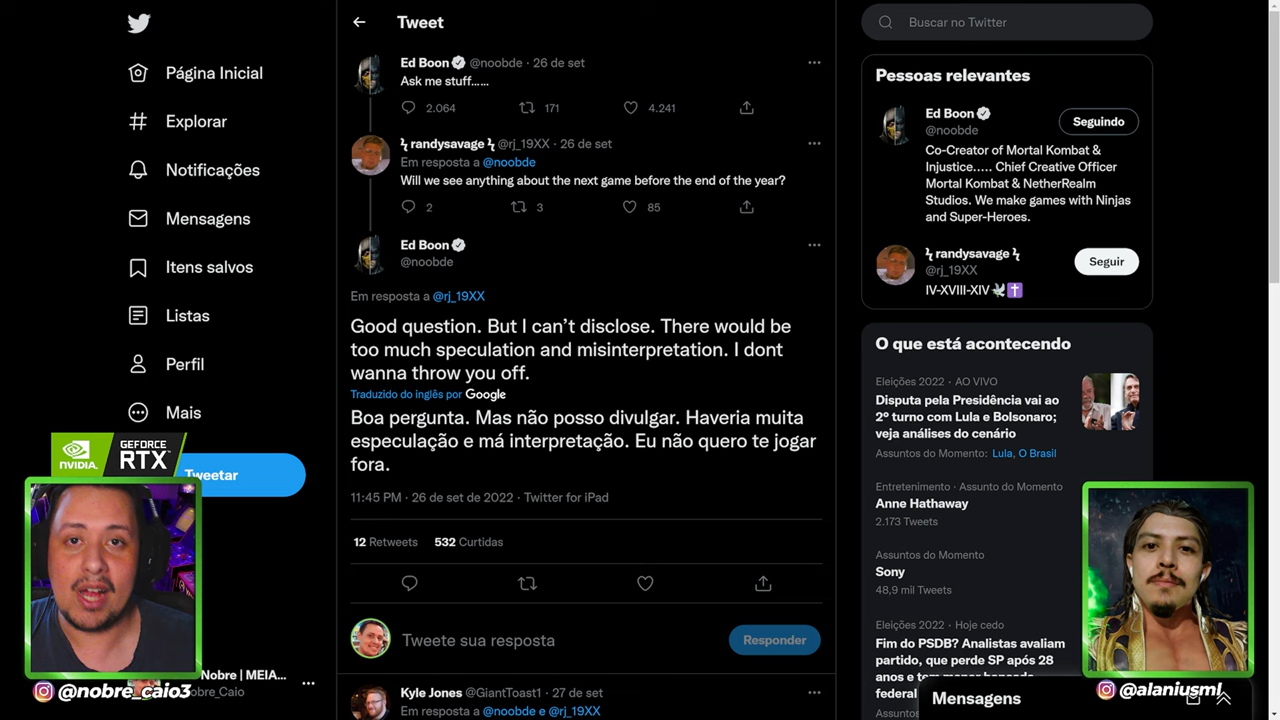 Tweet
Buscar no Twitter
Página Inicial
Explorar
Notificações
Mensagens
Itens salvos
Listas
Perfil
Mais
Tweetar
NVIDIA
GEFORCE
RTX
Nobre | MEIA...
@nobre_caio3
Ed Boon @noobde · 26 de set
Ask me stuff.....
2.064 171 4.241
randysavage @rj_19XX · 26 de set
Em resposta a @noobde
Will we see anything about the next game before the end of the year?
2 3 85
Ed Boon
@noobde
Em resposta a @rj_19XX
Good question. But I can’t disclose. There would be
too much speculation and misinterpretation. I dont
wanna throw you off.
Traduzido do inglês por Google
Boa pergunta. Mas não posso divulgar. Haveria muita
especulação e má interpretação. Eu não quero te jogar
fora.
11:45 PM · 26 de set de 2022 · Twitter for iPad
12 Retweets 532 Curtidas
Tweete sua resposta
Responder
Kyle Jones @GiantToast1 · 27 de set
Em resposta a @noobde e @rj_19XX
Pessoas relevantes
Ed Boon
@noobde
Seguindo
Co-Creator of Mortal Kombat &
Injustice..... Chief Creative Officer
Mortal Kombat & NetherRealm
Studios. We make games with Ninjas
and Super-Heroes.
randysavage
@rj_19XX
Seguir
IV-XVIII-XIV
O que está acontecendo
Eleições 2022 · AO VIVO
Disputa pela Presidência vai ao
2º turno com Lula e Bolsonaro;
veja análises do cenário
Assuntos do Momento: Lula, O Brasil
Entretenimento · Assunto do Momento
Anne Hathaway
2.173 Tweets
Assuntos do Momento
Sony
48,9 mil Tweets
Eleições 2022 · Hoje cedo
Fim do PSDB? Analistas avaliam
partido, que perde SP após 28
anos e tem
federal
Mensagens
@alaniusml